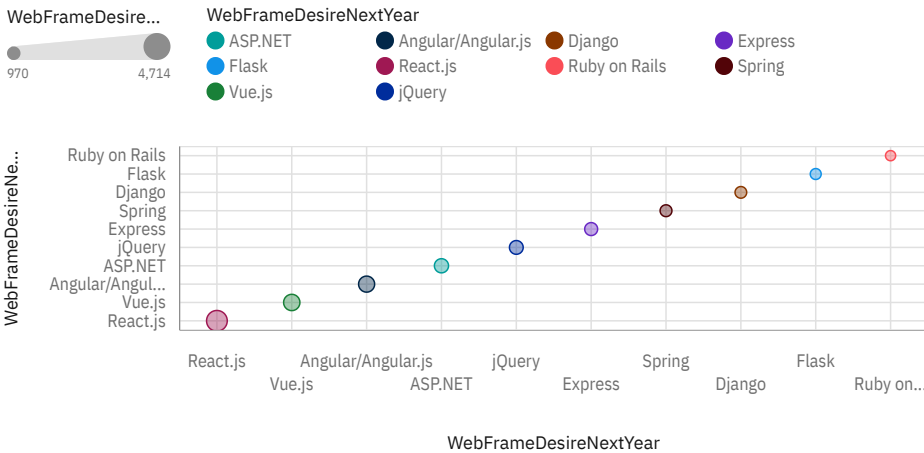 WebFrameDesire...
970
4,714
WebFrameDesireNextYear
ASP.NET
Angular/Angular.js
Django
Express
Flask
React.js
Ruby on Rails
Spring
Vue.js
jQuery
WebFrameDesireNe...
Ruby on Rails
Flask
Django
Spring
Express
jQuery
ASP.NET
Angular/Angul...
Vue.js
React.js
React.js
Vue.js
Angular/Angular.js
ASP.NET
jQuery
Express
Spring
Django
Flask
Ruby on...
WebFrameDesireNextYear